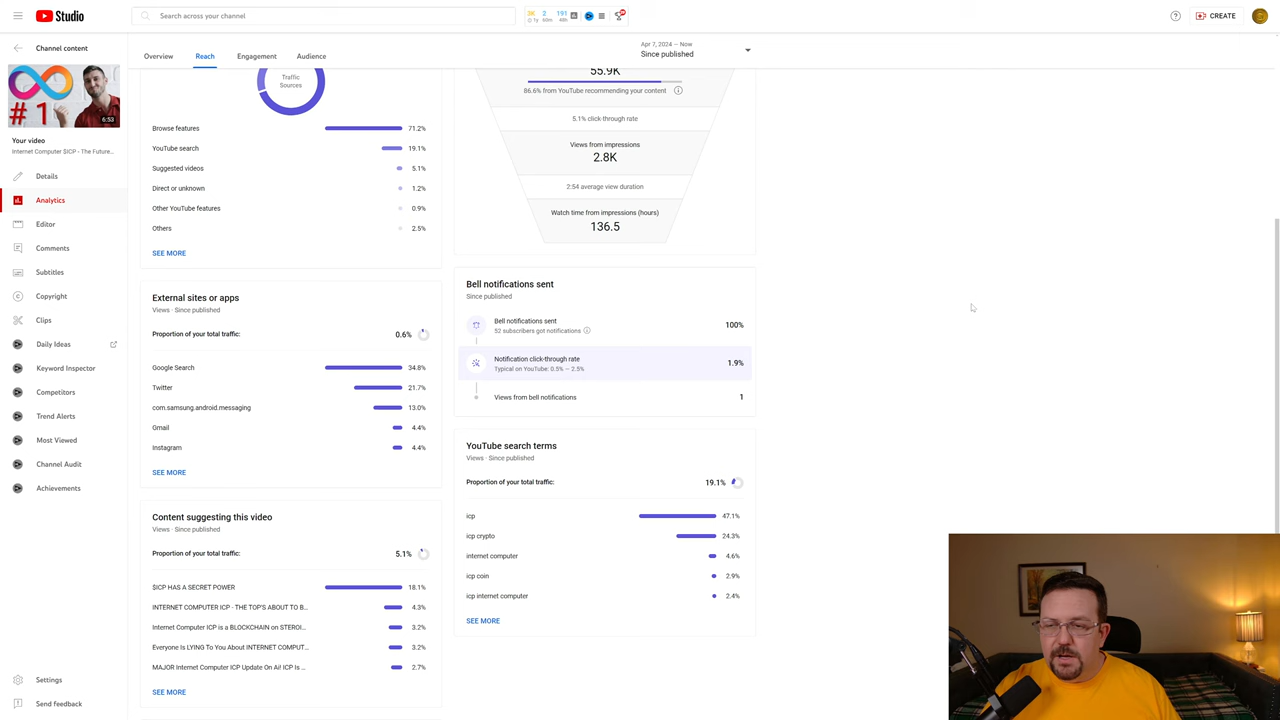 Studio
Search across your channel
3K
1y
2
60m
191
48h
CREATE
Channel content
# 1
6:53
Your video
Internet Computer $ICP - The Future...
Details
Analytics
Editor
Comments
Subtitles
Copyright
Clips
Daily Ideas
Keyword Inspector
Competitors
Trend Alerts
Most Viewed
Channel Audit
Achievements
Settings
Send feedback
Overview
Reach
Engagement
Audience
Apr 7, 2024 – Now
Since published
Traffic
Sources
Browse features 71.2%
YouTube search 19.1%
Suggested videos 5.1%
Direct or unknown 1.2%
Other YouTube features 0.9%
Others 2.5%
SEE MORE
External sites or apps
Views · Since published
Proportion of your total traffic: 0.6%
Google Search 34.8%
Twitter 21.7%
com.samsung.android.messaging 13.0%
Gmail 4.4%
Instagram 4.4%
SEE MORE
Content suggesting this video
Views · Since published
Proportion of your total traffic: 5.1%
$ICP HAS A SECRET POWER 18.1%
INTERNET COMPUTER ICP - THE TOP'S ABOUT TO B... 4.3%
Internet Computer ICP is a BLOCKCHAIN on STEROI... 3.2%
Everyone Is LYING To You About INTERNET COMPUT... 3.2%
MAJOR Internet Computer ICP Update On Ai! ICP Is ... 2.7%
SEE MORE
55.9K
86.6% from YouTube recommending your content
5.1% click-through rate
Views from impressions
2.8K
2:54 average view duration
Watch time from impressions (hours)
136.5
Bell notifications sent
Since published
Bell notifications sent 100%
52 subscribers got notifications
Notification click-through rate 1.9%
Typical on YouTube: 0.5% – 2.5%
Views from bell notifications 1
YouTube search terms
Views · Since published
Proportion of your total traffic: 19.1%
icp 47.1%
icp crypto 24.3%
internet computer 4.6%
icp coin 2.9%
icp internet computer 2.4%
SEE MORE